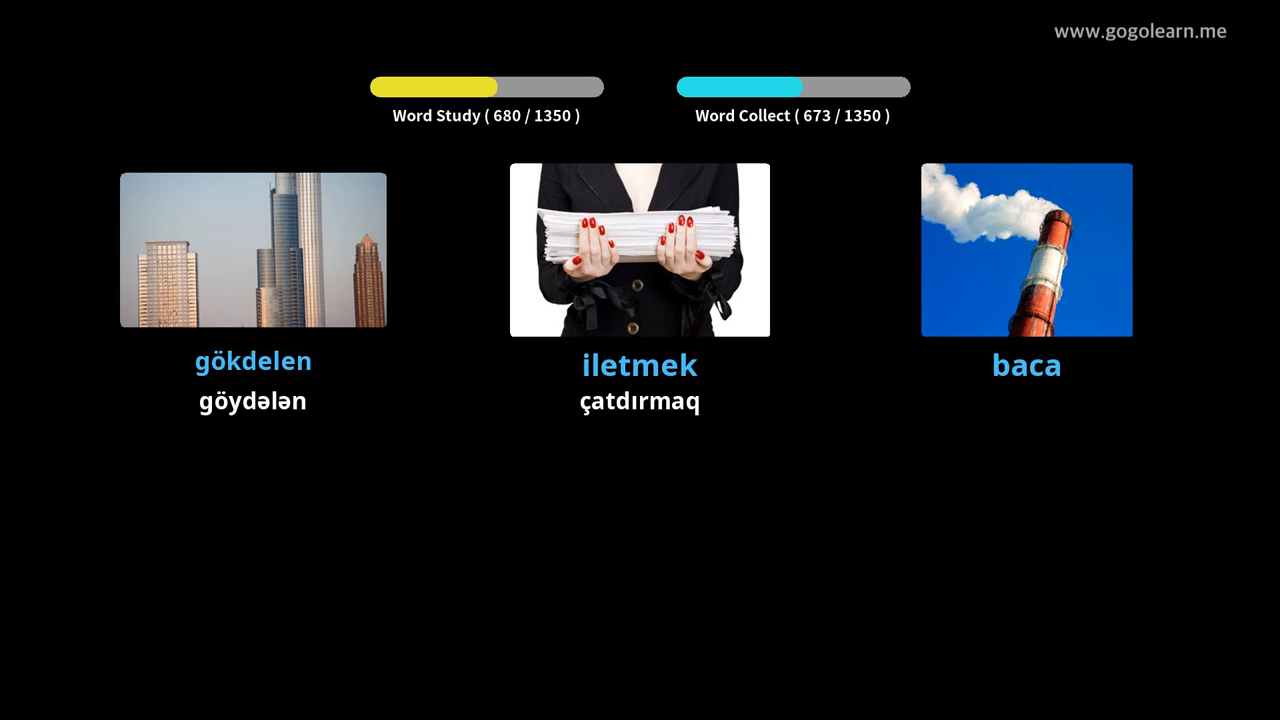 www.gogolearn.me
Word Study ( 680 / 1350 )
Word Collect ( 673 / 1350 )
gökdelen
göydələn
iletmek
çatdırmaq
baca